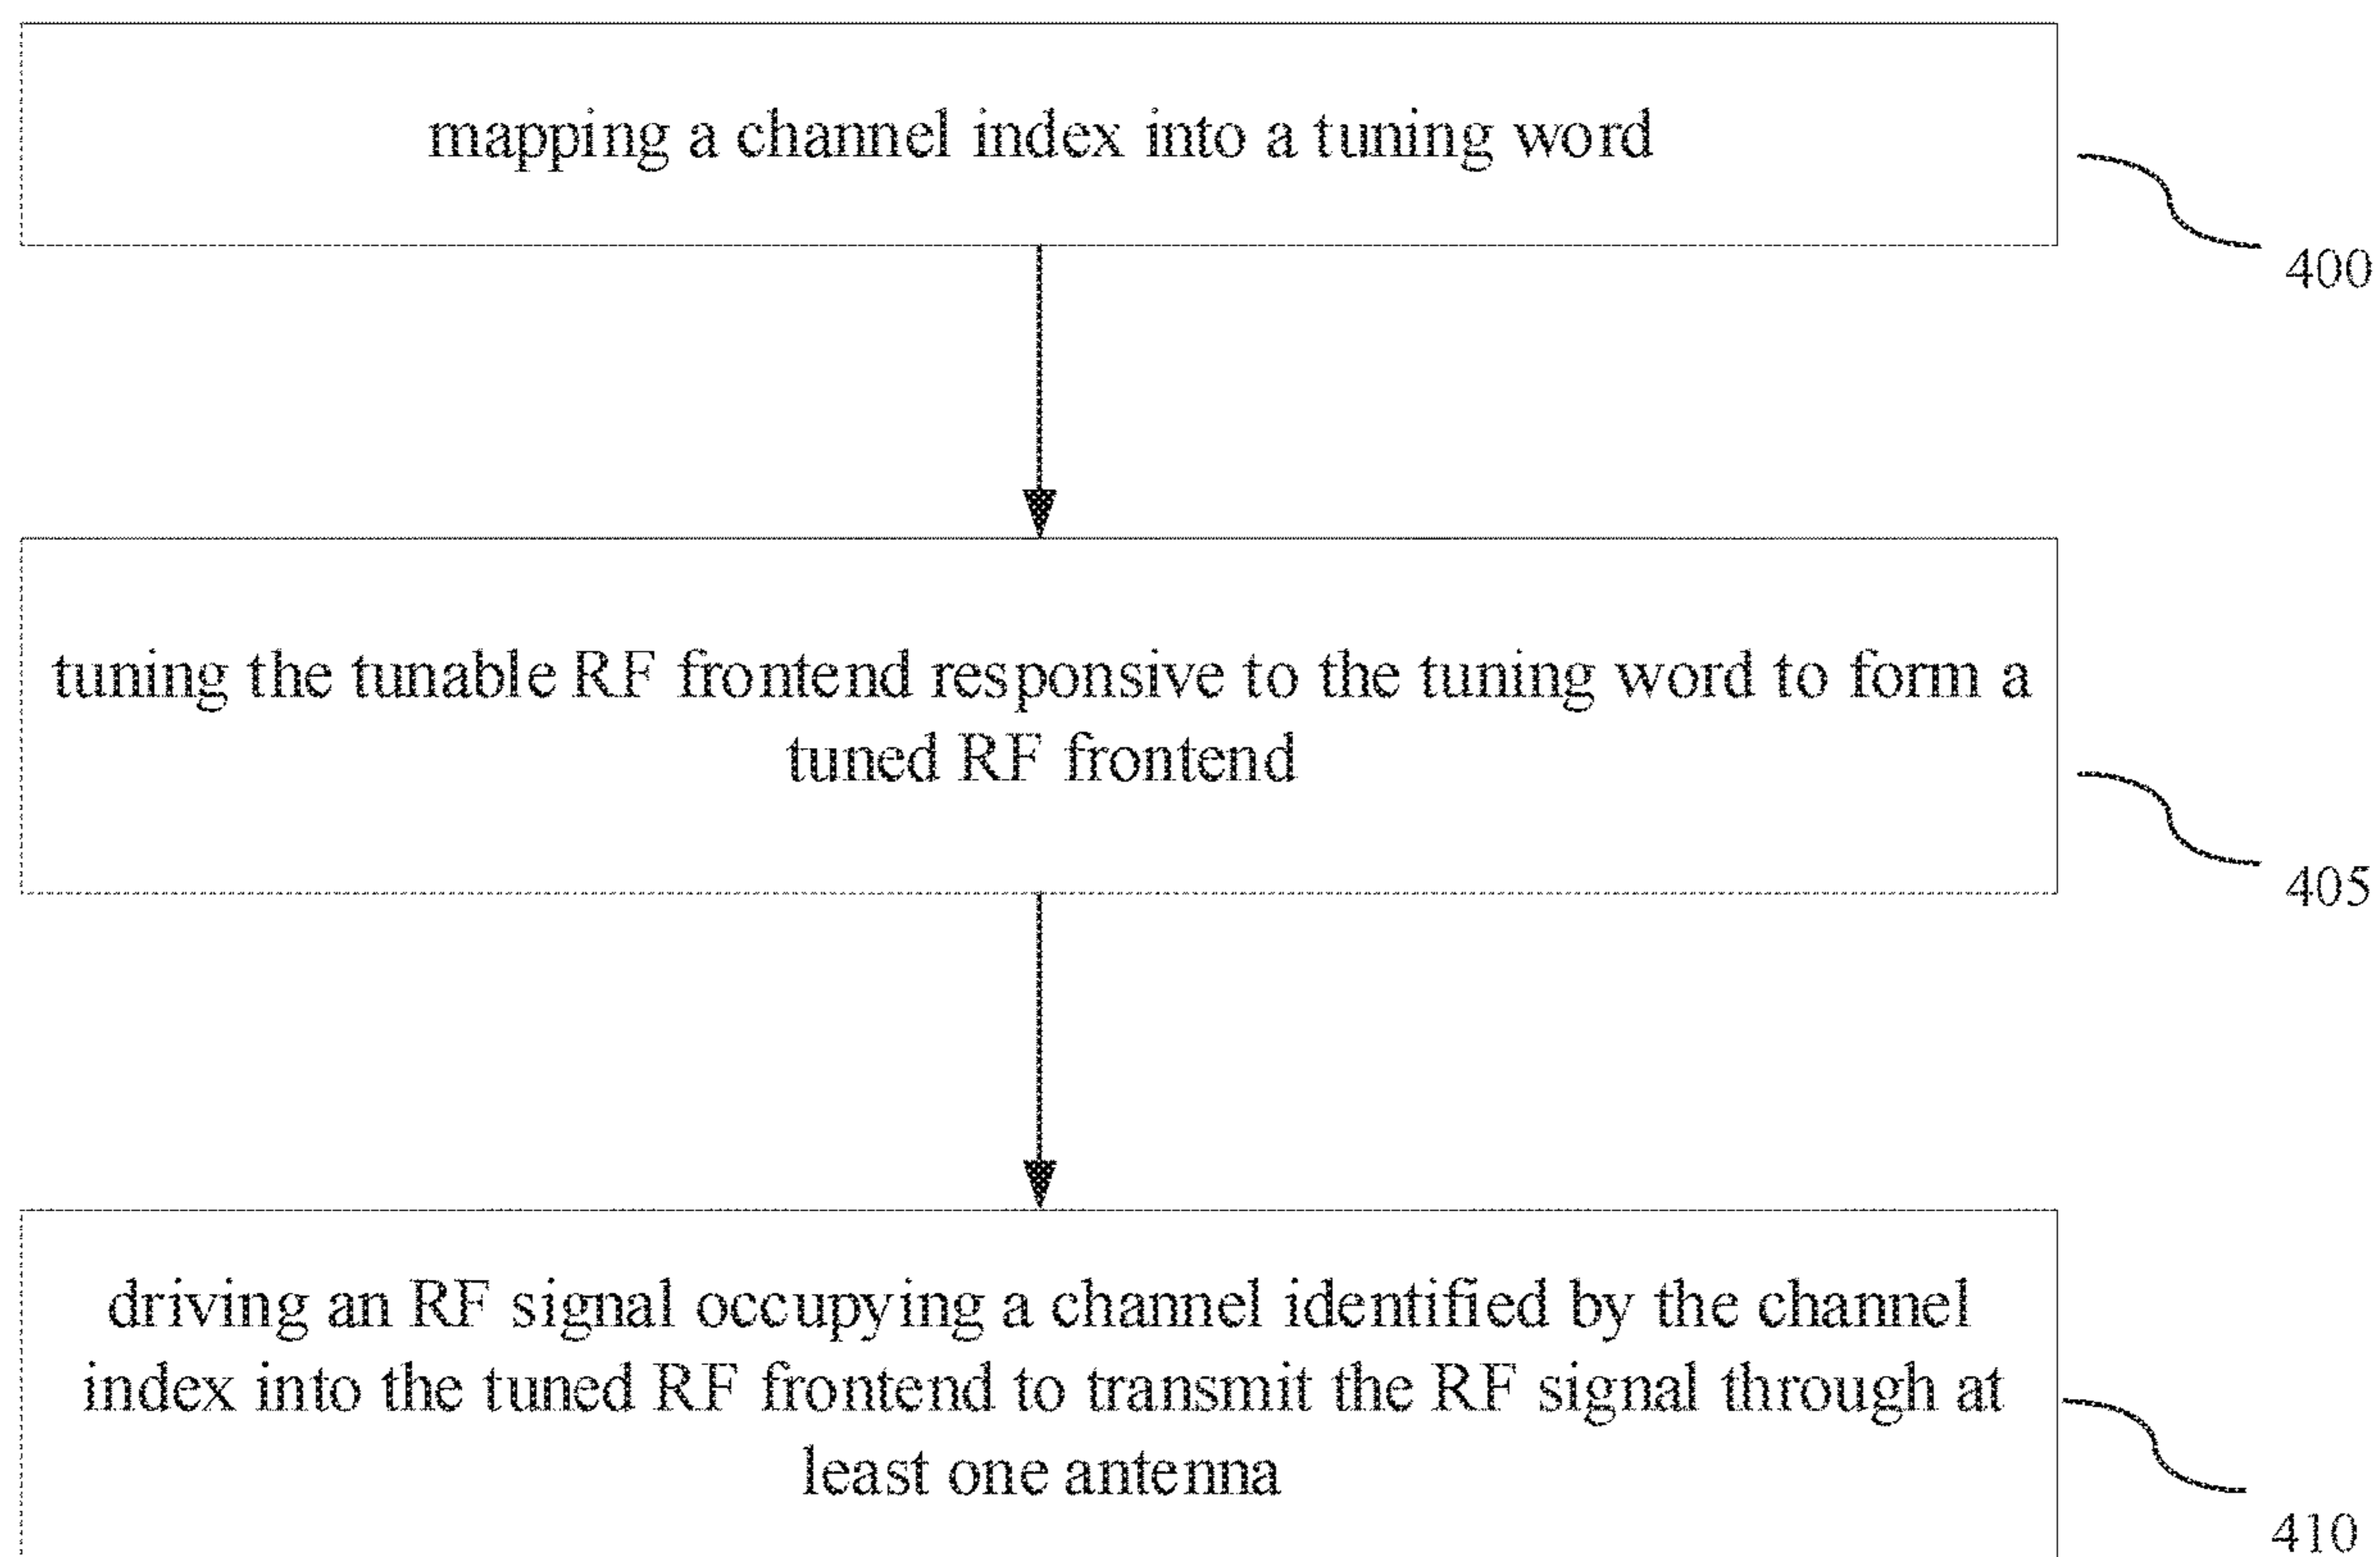 mapping a channel index into a tuning word
400
tuning the tunable RF frontend responsive to the tuning word to form a
tuned RF frontend
405
driving an RF signal occupying a channel identified by the channel
index into the tuned RF frontend to transmit the RF signal through at
least one antenna
410